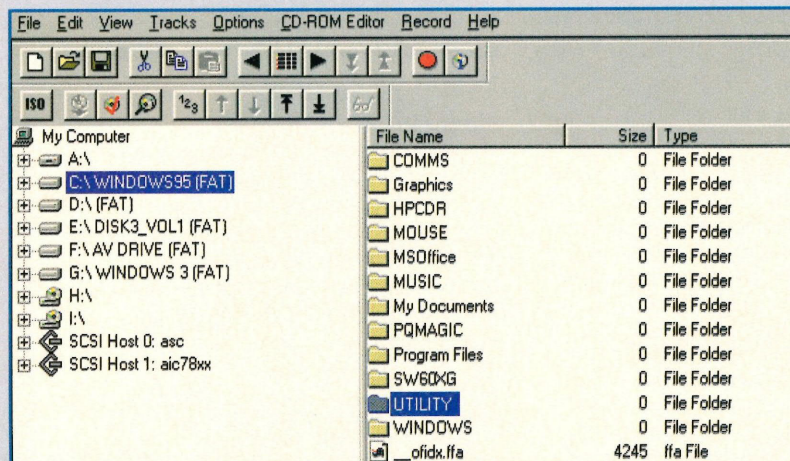 File Edit View Tracks Options CD-ROM Editor Record Help
ISO 123
My Computer
A:\
C:\ WINDOWS95 (FAT)
D:\ (FAT)
E:\ DISK3_VOL1 (FAT)
F:\ AV DRIVE (FAT)
G:\ WINDOWS 3 (FAT)
H:\
I:\
SCSI Host 0: asc
SCSI Host 1: aic78xx
File Name Size Type
COMMS 0 File Folder
Graphics 0 File Folder
HPCDR 0 File Folder
MOUSE 0 File Folder
MSOffice 0 File Folder
MUSIC 0 File Folder
My Documents 0 File Folder
PQMAGIC 0 File Folder
Program Files 0 File Folder
SW60XG 0 File Folder
UTILITY 0 File Folder
WINDOWS 0 File Folder
__ofidx.ffa 4245 ffa File